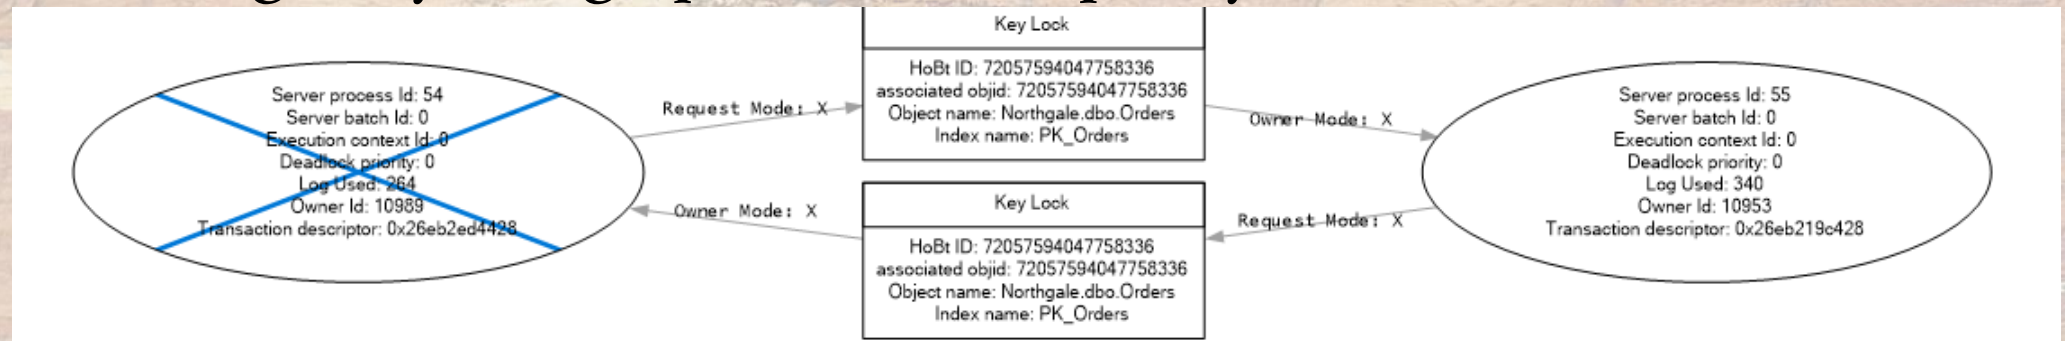 Key Lock
HoBt ID: 72057594047758336
associated objid: 72057594047758336
Object name: Northgale.dbo.Orders
Index name: PK_Orders
Server process Id: 54
Server batch Id: 0
Execution context Id: 0
Deadlock priority: 0
Log Used: 264
Owner Id: 10989
Transaction descriptor: 0x26eb2ed4428
Request Mode: X
Owner Mode: X
Server process Id: 55
Server batch Id: 0
Execution context Id: 0
Deadlock priority: 0
Log Used: 340
Owner Id: 10953
Transaction descriptor: 0x26eb219c428
Owner Mode: X
Request Mode: X
Key Lock
HoBt ID: 72057594047758336
associated objid: 72057594047758336
Object name: Northgale.dbo.Orders
Index name: PK_Orders